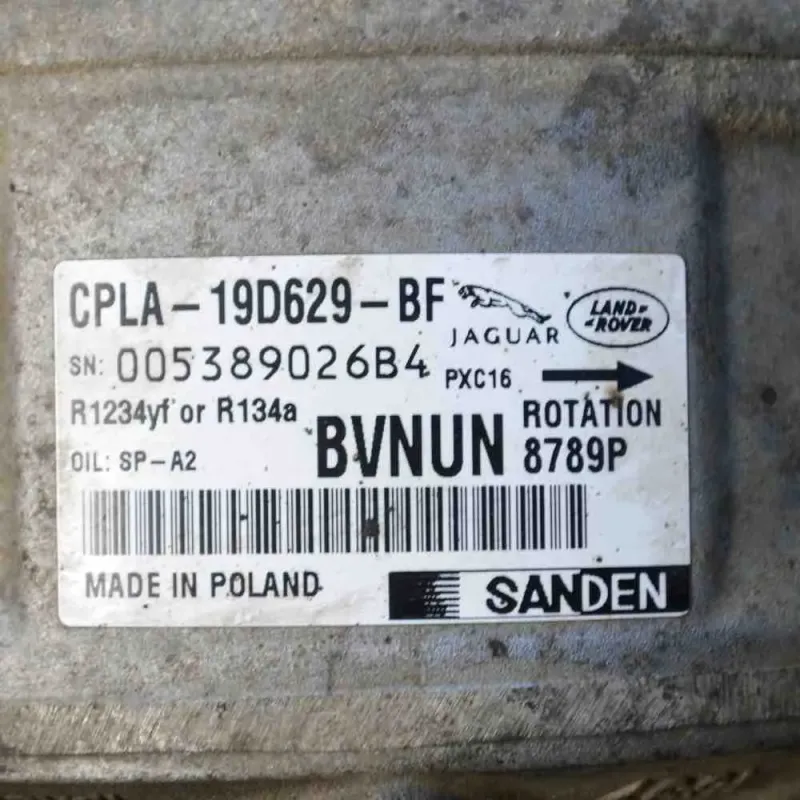 CPLA-19D629-BF
JAGUAR
LAND-
-ROVER
SN: 005389026B4
PXC16
R1234yf or R134a
BVNUN
ROTATION
OIL: SP-A2
8789P
MADE IN POLAND
SANDEN